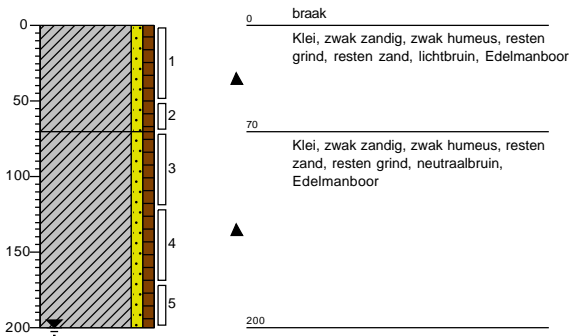 0
50
100
150
200
1
2
3
4
5
0
braak
Klei, zwak zandig, zwak humeus, resten
grind, resten zand, lichtbruin, Edelmanboor
70
Klei, zwak zandig, zwak humeus, resten
zand, resten grind, neutraalbruin,
Edelmanboor
200